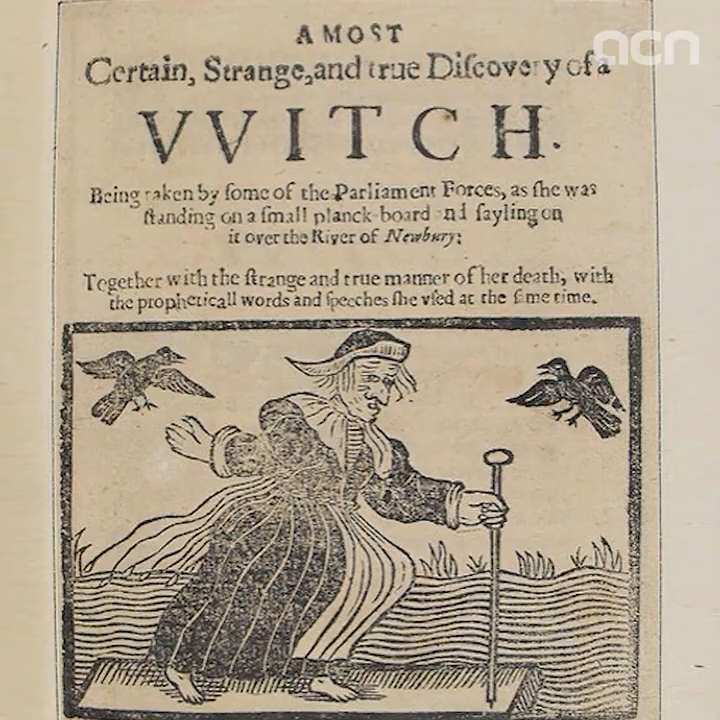 A MOST
Certain, Strange, and true Discovery of a
VVITCH.
Being taken by some of the Parliament Forces, as she was
standing on a small planck-board and sayling on
it over the River of Newbury:
Together with the strange and true manner of her death, with
the propheticall words and speeches she vsed at the same time.
acn